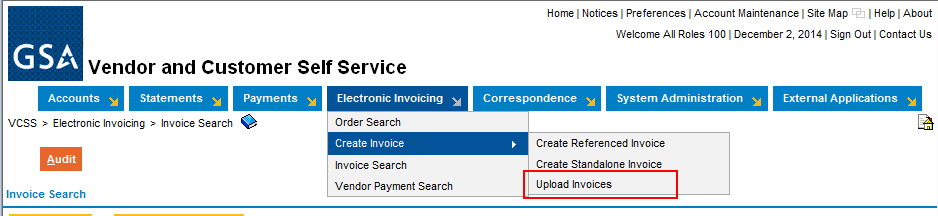 Home | Notices | Preferences | Account Maintenance | Site Map | Help | About
Welcome All Roles 100 | December 2, 2014 | Sign Out | Contact Us
GSA
Vendor and Customer Self Service
Accounts Statements Payments Electronic Invoicing Correspondence System Administration External Applications
VCSS > Electronic Invoicing > Invoice Search
Order Search
Create Invoice
Invoice Search
Vendor Payment Search
Create Referenced Invoice
Create Standalone Invoice
Upload Invoices
Audit
Invoice Search